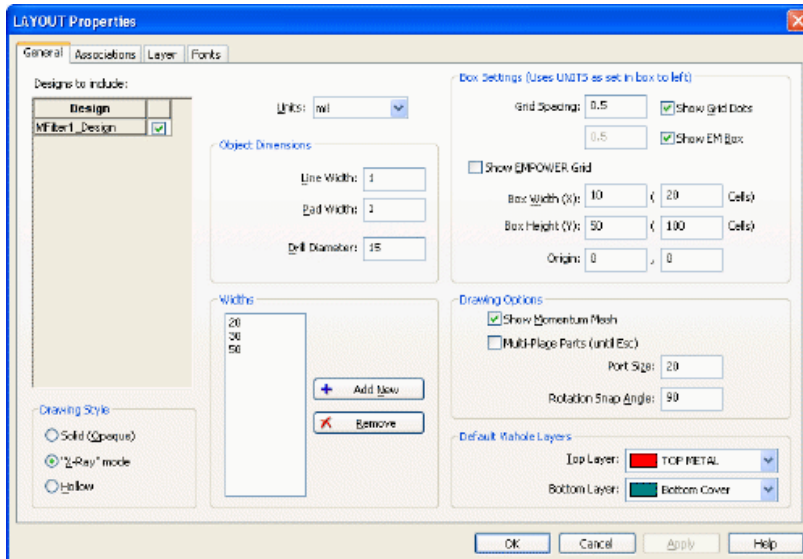 LAYOUT Properties
General Associations Layer Fonts
Designs to include:
Design
MFilter1_Design
Drawing Style
Solid (Opaque)
"X-Ray" mode
Hollow
Units: mil
Object Dimensions
Line Width: 1
Pad Width: 1
Drill Diameter: 15
Widths
20
30
50
Add New
Remove
Box Settings (Uses UNITS as set in box to left)
Grid Spacing: 0.5 Show Grid Dots
0.5 Show EM Box
Show EMPOWER Grid
Box Width (X): 10 ( 20 Cells)
Box Height (Y): 50 ( 100 Cells)
Origin: 0 , 0
Drawing Options
Show Momentum Mesh
Multi-Place Parts (until Esc)
Port Size: 20
Rotation Snap Angle: 90
Default Viahole Layers
Top Layer: TOP METAL
Bottom Layer: Bottom Cover
OK Cancel Apply Help